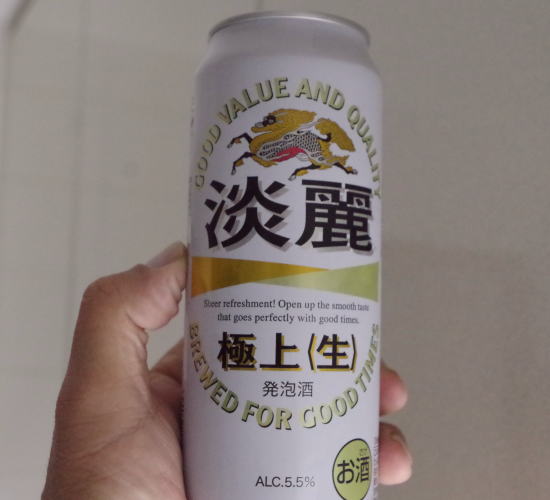 GOOD VALUE AND QUALITY
淡麗
Sheer refreshment! Open up the smooth taste
that goes perfectly with good times.
極上〈生〉
発泡酒
BREWED FOR GOOD TIMES
ALC.5.5%
お酒